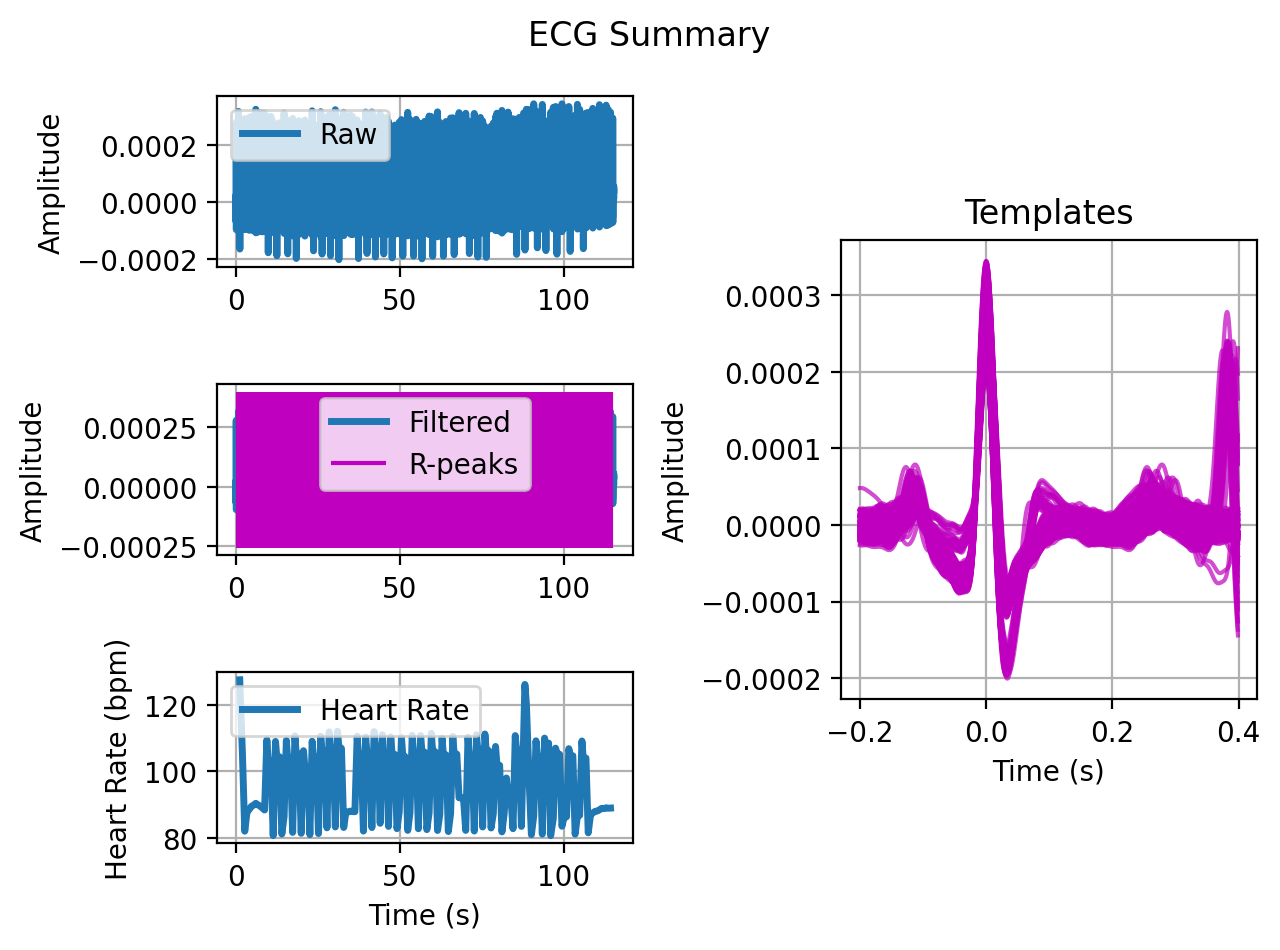 ECG Summary
Amplitude
0.0002
0.0000
−0.0002
Raw
0
50
100
Amplitude
0.00025
0.00000
−0.00025
Filtered
R-peaks
0
50
100
Heart Rate (bpm)
120
100
80
Heart Rate
0
50
100
Time (s)
Templates
Amplitude
0.0003
0.0002
0.0001
0.0000
−0.0001
−0.0002
−0.2
0.0
0.2
0.4
Time (s)